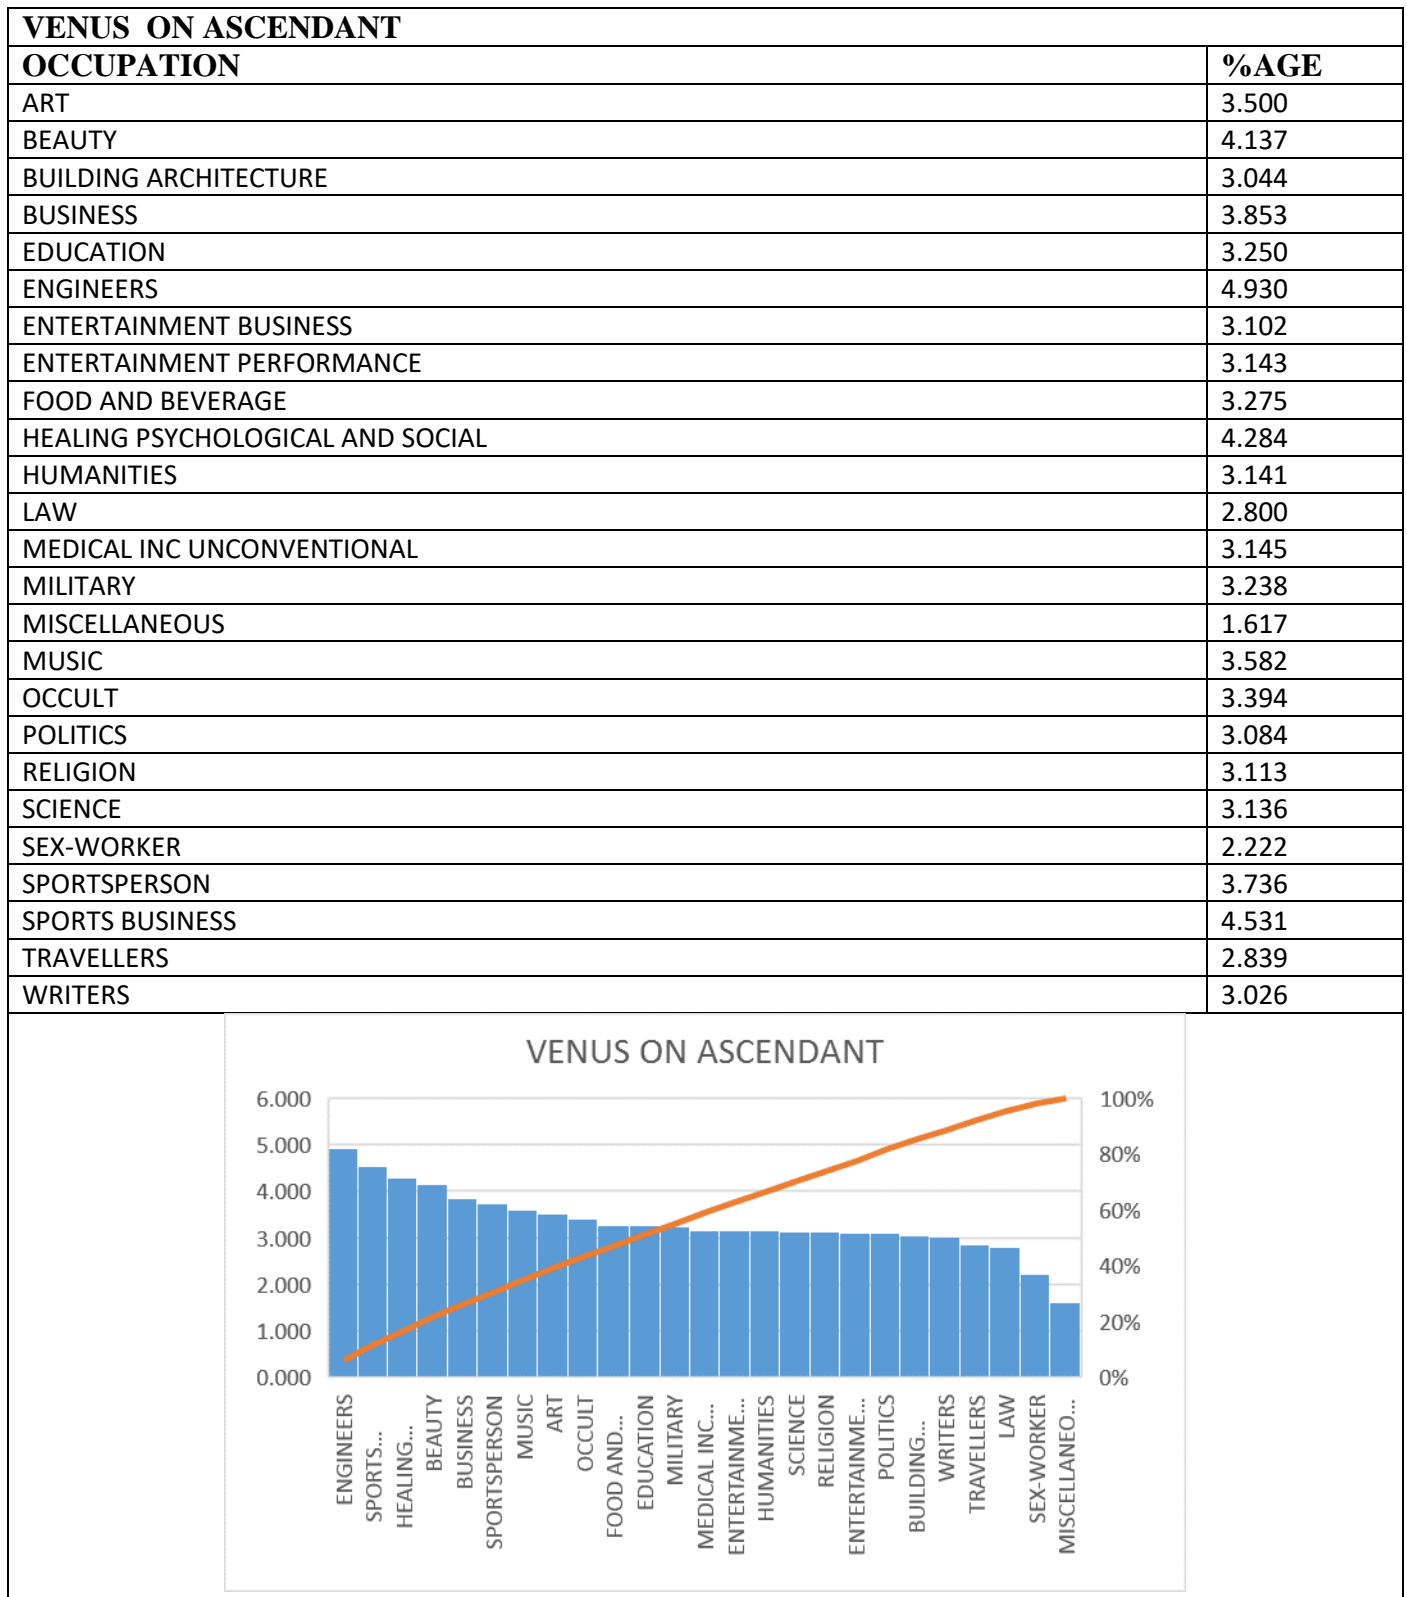 VENUS ON ASCENDANT
OCCUPATION %AGE
ART 3.500
BEAUTY 4.137
BUILDING ARCHITECTURE 3.044
BUSINESS 3.853
EDUCATION 3.250
ENGINEERS 4.930
ENTERTAINMENT BUSINESS 3.102
ENTERTAINMENT PERFORMANCE 3.143
FOOD AND BEVERAGE 3.275
HEALING PSYCHOLOGICAL AND SOCIAL 4.284
HUMANITIES 3.141
LAW 2.800
MEDICAL INC UNCONVENTIONAL 3.145
MILITARY 3.238
MISCELLANEOUS 1.617
MUSIC 3.582
OCCULT 3.394
POLITICS 3.084
RELIGION 3.113
SCIENCE 3.136
SEX-WORKER 2.222
SPORTSPERSON 3.736
SPORTS BUSINESS 4.531
TRAVELLERS 2.839
WRITERS 3.026
VENUS ON ASCENDANT
6.000 100%
5.000
80%
4.000
60%
3.000
40%
2.000
20%
1.000
0.000 0%
ENGINEERS
SPORTS...
HEALING...
BEAUTY
BUSINESS
SPORTSPERSON
MUSIC
ART
OCCULT
FOOD AND...
EDUCATION
MILITARY
MEDICAL INC...
ENTERTAINME...
HUMANITIES
SCIENCE
RELIGION
ENTERTAINME...
POLITICS
BUILDING...
WRITERS
TRAVELLERS
LAW
SEX-WORKER
MISCELLANEO...